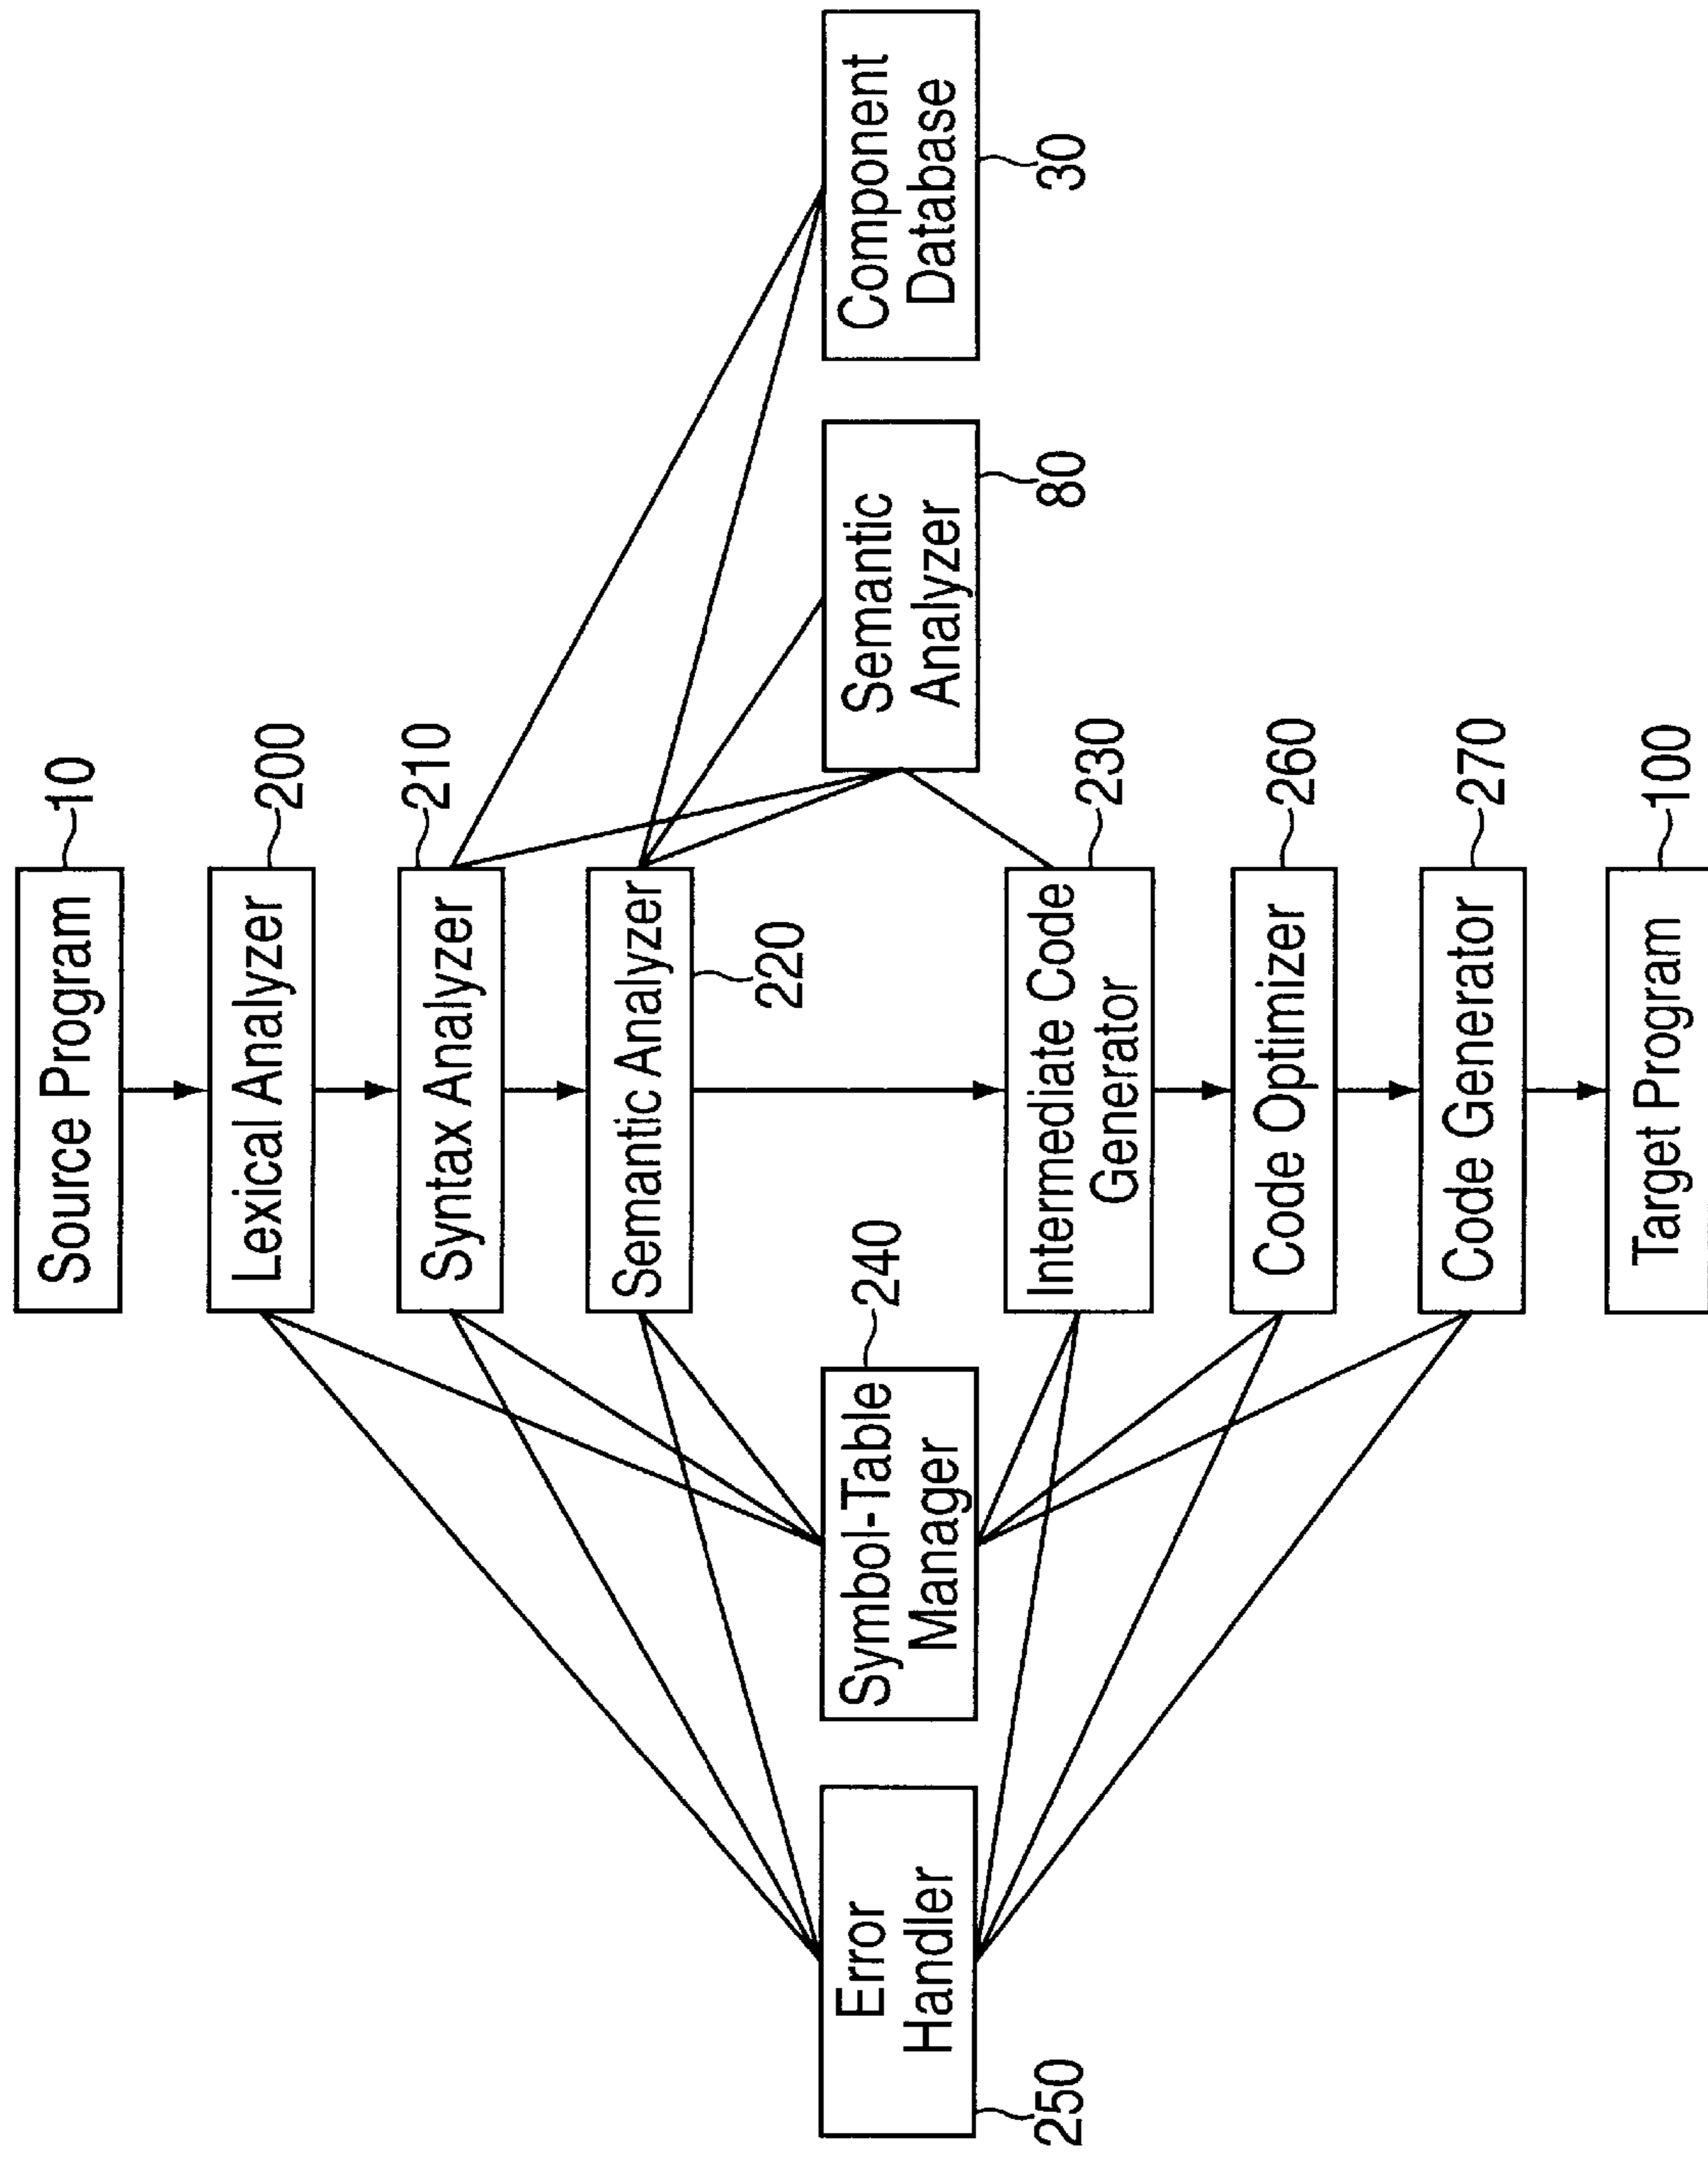 Source Program
10
Lexical Analyzer
200
Syntax Analyzer
210
Semantic Analyzer
220
Error
Handler
250
Symbol-Table
Manager
240
Semantic
Analyzer
80
Component
Database
30
Intermediate Code
Generator
230
Code Optimizer
260
Code Generator
270
Target Program
100